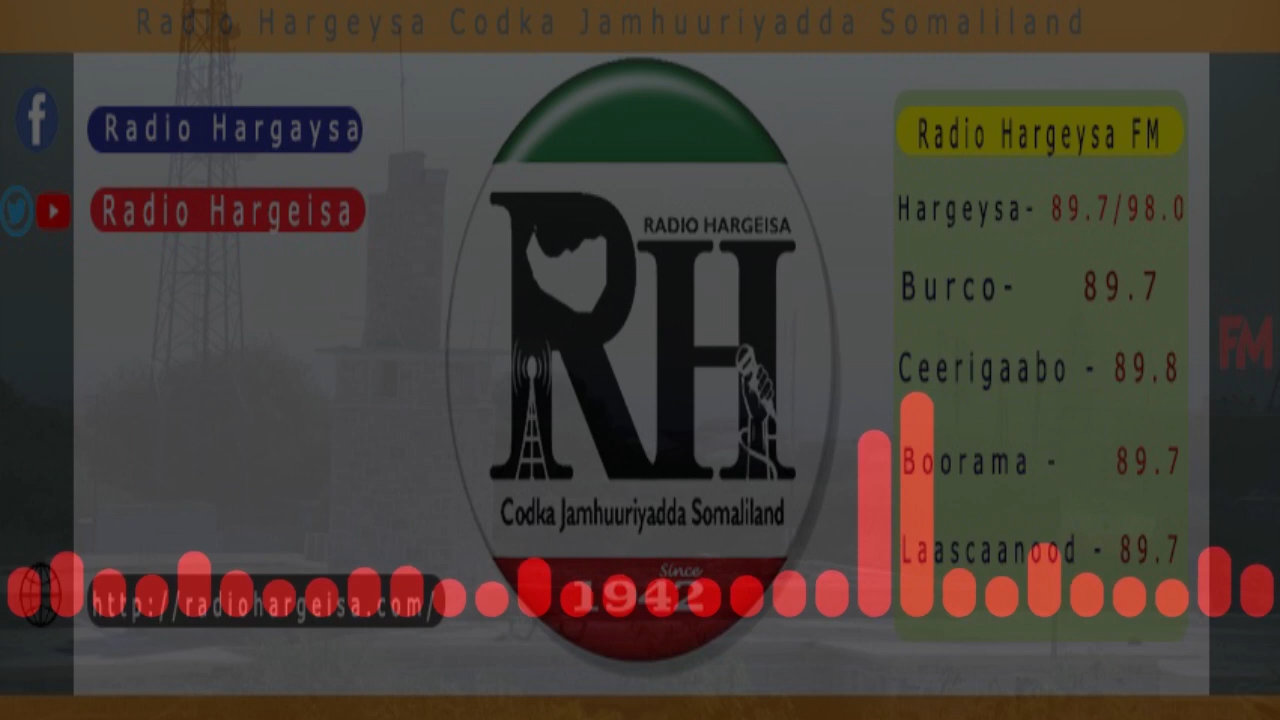 Radio Hargeysa Codka Jamhuuriyadda Somaliland
Radio Hargaysa
Radio Hargeisa
http://radiohargeisa.com/
RADIO HARGEISA
RH
Codka Jamhuuriyadda Somaliland
Since
1942
Radio Hargeysa FM
Hargeysa- 89.7/98.0
Burco- 89.7
Ceerigaabo - 89.8
Boorama - 89.7
Laascaanood - 89.7
FM